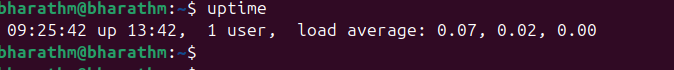 bharathm@bharathm:~$ uptime
09:25:42 up 13:42,  1 user,  load average: 0.07, 0.02, 0.00
bharathm@bharathm:~$
bharathm@bharathm:~$